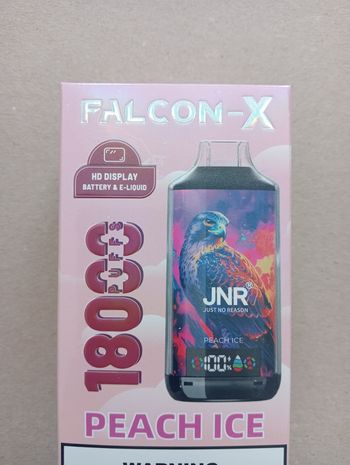 FALCON-X
HD DISPLAY
BATTERY & E-LIQUID
18000
PUFFS
JNR®
JUST NO REASON
PEACH ICE
100%
PEACH ICE
WARNING